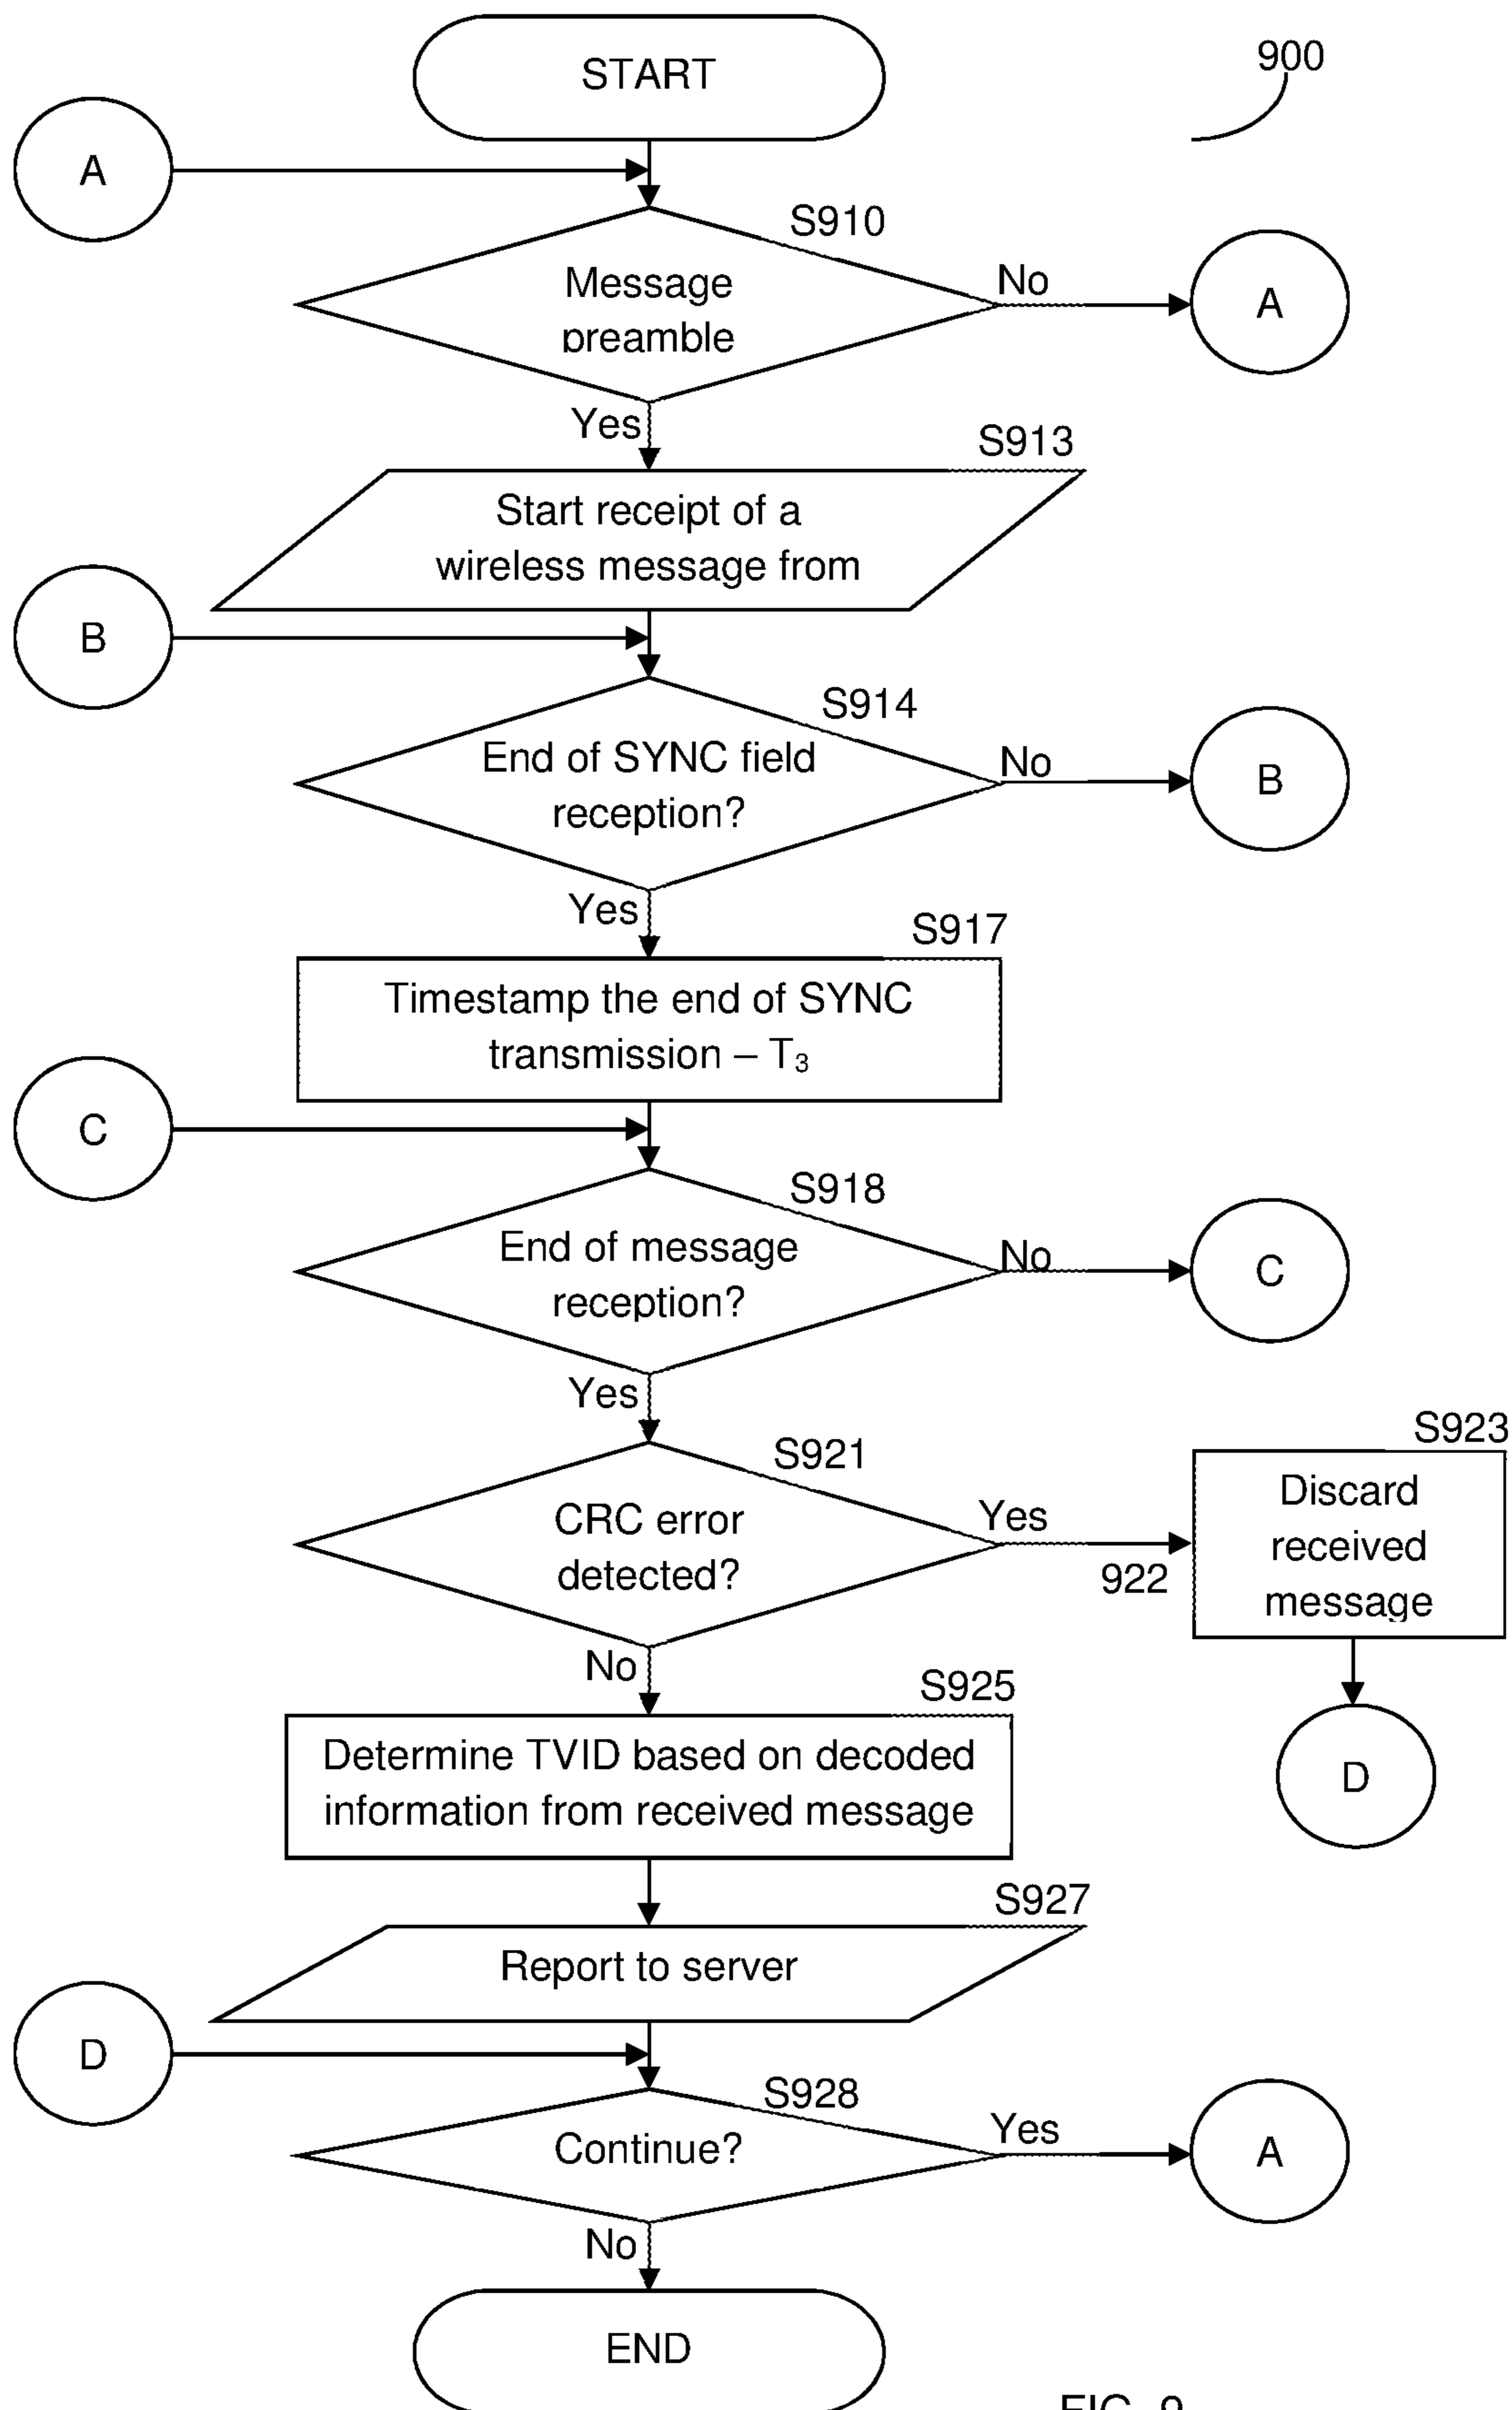 START
900
A
S910
Message
preamble
No
A
Yes
S913
Start receipt of a
wireless message from
B
S914
End of SYNC field
reception?
No
B
Yes
S917
Timestamp the end of SYNC
transmission – T₃
C
S918
End of message
reception?
No
C
Yes
S921
CRC error
detected?
Yes
922
S923
Discard
received
message
No
D
S925
Determine TVID based on decoded
information from received message
S927
Report to server
D
S928
Continue?
Yes
A
No
END